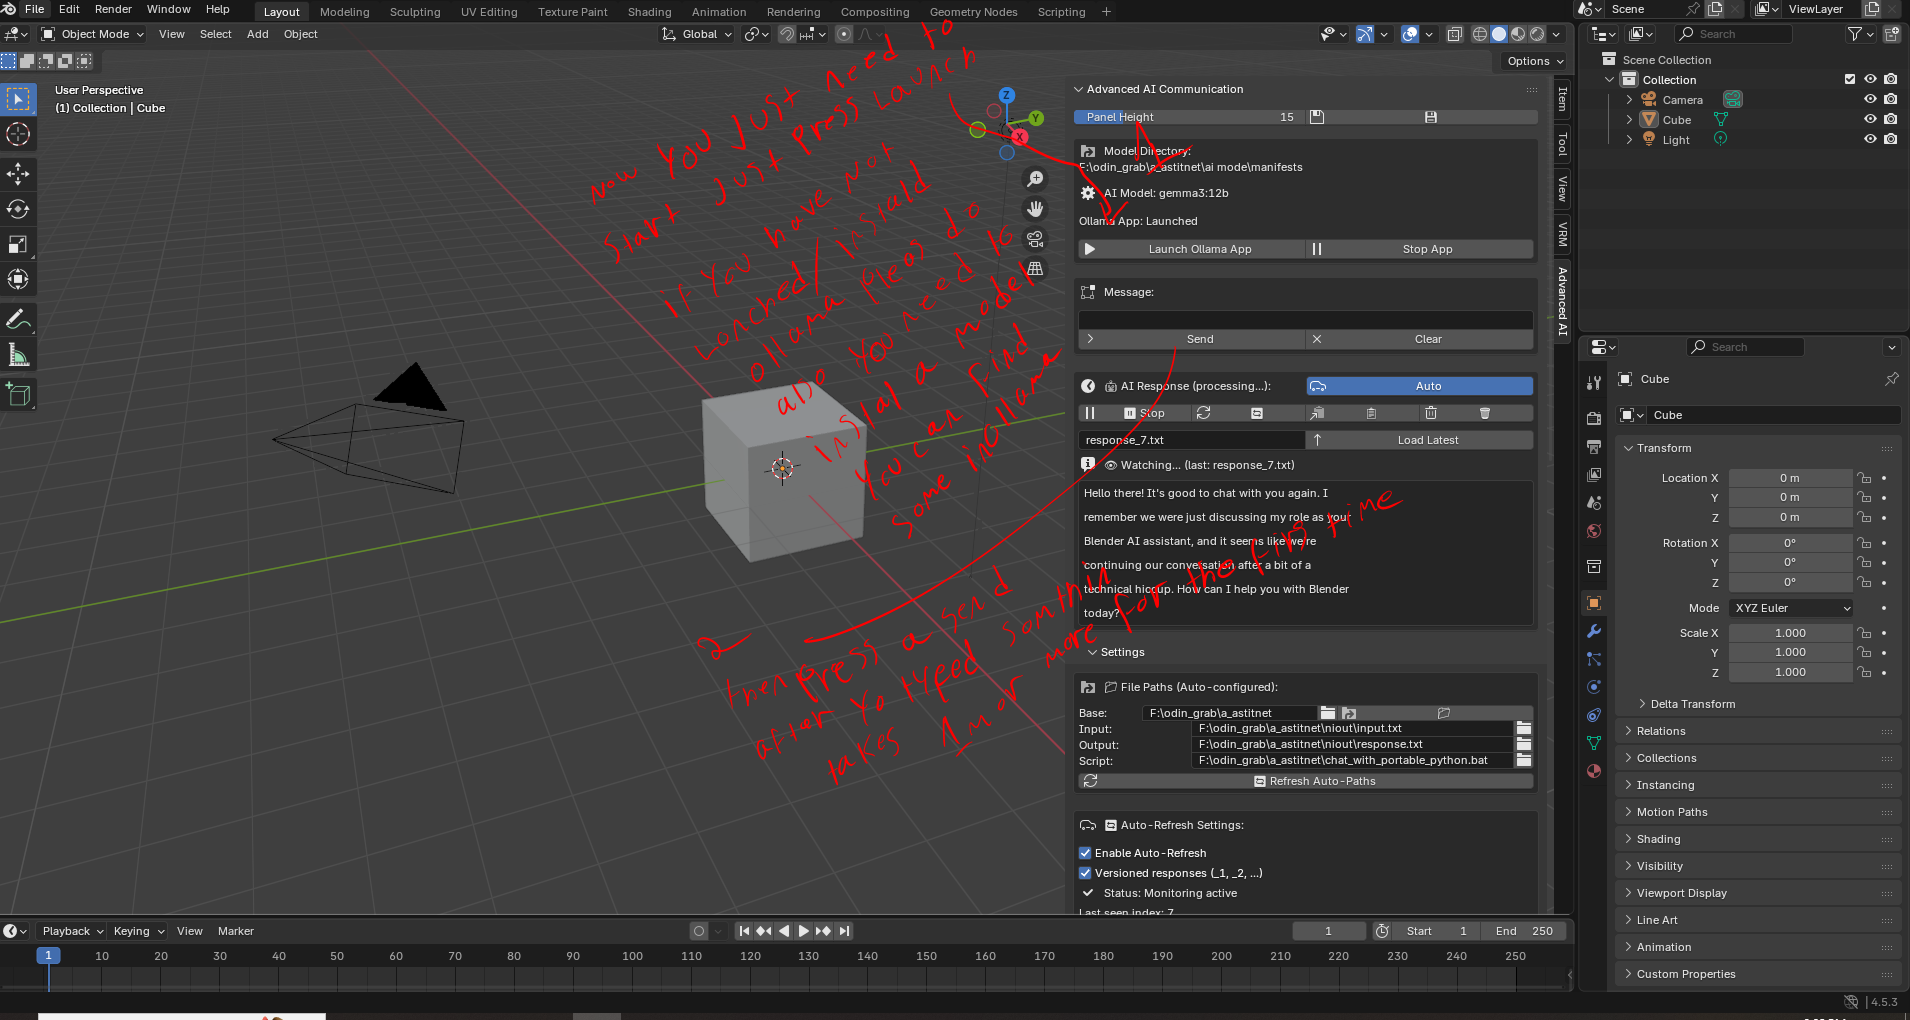 File Edit Render Window Help Layout Modeling Sculpting UV Editing Texture Paint Shading Animation Rendering Compositing Geometry Nodes Scripting + Scene ViewLayer
Object Mode View Select Add Object Global Search
Options
User Perspective
(1) Collection | Cube
now you just need to
start just press launch
if you have not
lonched/instald
ollama pleas do
also you need to
instal a model
you can find
some in ollama
1
2
then press a send
after yo typed somthin
takes 1 mor
more for the firs time
Advanced AI Communication
Panel Height 15
Model Directory:
F:\odin_grab\a_astitnet\ai mode\manifests
AI Model: gemma3:12b
Ollama App: Launched
Launch Ollama App Stop App
Message:
Send Clear
AI Response (processing...): Auto
Stop
response_7.txt Load Latest
Watching... (last: response_7.txt)
Hello there! It's good to chat with you again. I
remember we were just discussing my role as your
Blender AI assistant, and it seems like we're
continuing our conversation after a bit of a
technical hiccup. How can I help you with Blender
today?
Settings
File Paths (Auto-configured):
Base: F:\odin_grab\a_astitnet
Input: F:\odin_grab\a_astitnet\niout\input.txt
Output: F:\odin_grab\a_astitnet\niout\response.txt
Script: F:\odin_grab\a_astitnet\chat_with_portable_python.bat
Refresh Auto-Paths
Auto-Refresh Settings:
Enable Auto-Refresh
Versioned responses (_1, _2, ...)
Status: Monitoring active
Last seen index: 7
Item
Tool
View
VRM
Advanced AI
Z
Y
X
Scene Collection
Collection
Camera
Cube
Light
Search
Cube
Cube
Transform
Location X 0 m
Y 0 m
Z 0 m
Rotation X 0°
Y 0°
Z 0°
Mode XYZ Euler
Scale X 1.000
Y 1.000
Z 1.000
Delta Transform
Relations
Collections
Instancing
Motion Paths
Shading
Visibility
Viewport Display
Line Art
Animation
Custom Properties
Playback Keying View Marker 1 Start 1 End 250
1 10 20 30 40 50 60 70 80 90 100 110 120 130 140 150 160 170 180 190 200 210 220 230 240 250
4.5.3